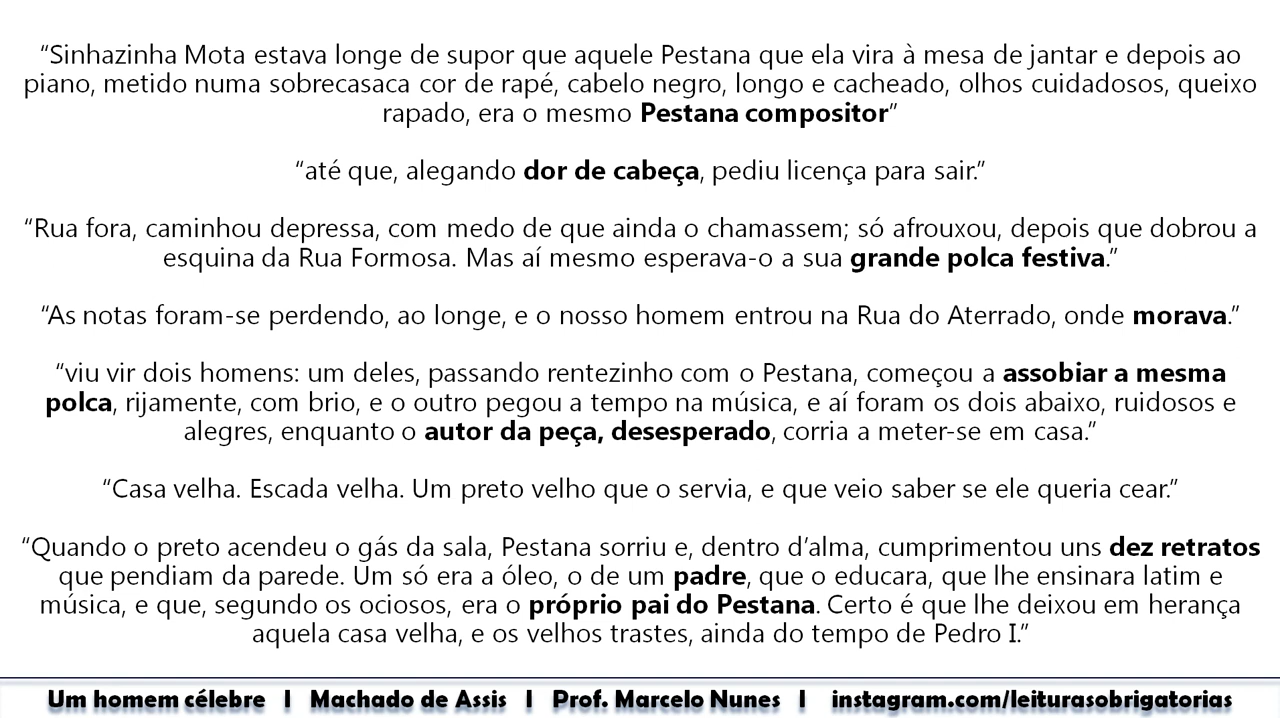 “Sinhazinha Mota estava longe de supor que aquele Pestana que ela vira à mesa de jantar e depois ao
piano, metido numa sobrecasaca cor de rapé, cabelo negro, longo e cacheado, olhos cuidadosos, queixo
rapado, era o mesmo Pestana compositor”
“até que, alegando dor de cabeça, pediu licença para sair.”
“Rua fora, caminhou depressa, com medo de que ainda o chamassem; só afrouxou, depois que dobrou a
esquina da Rua Formosa. Mas aí mesmo esperava-o a sua grande polca festiva.”
“As notas foram-se perdendo, ao longe, e o nosso homem entrou na Rua do Aterrado, onde morava.”
“viu vir dois homens: um deles, passando rentezinho com o Pestana, começou a assobiar a mesma
polca, rijamente, com brio, e o outro pegou a tempo na música, e aí foram os dois abaixo, ruidosos e
alegres, enquanto o autor da peça, desesperado, corria a meter-se em casa.”
“Casa velha. Escada velha. Um preto velho que o servia, e que veio saber se ele queria cear.”
“Quando o preto acendeu o gás da sala, Pestana sorriu e, dentro d’alma, cumprimentou uns dez retratos
que pendiam da parede. Um só era a óleo, o de um padre, que o educara, que lhe ensinara latim e
música, e que, segundo os ociosos, era o próprio pai do Pestana. Certo é que lhe deixou em herança
aquela casa velha, e os velhos trastes, ainda do tempo de Pedro I.”
Um homem célebre I Machado de Assis I Prof. Marcelo Nunes I instagram.com/leiturasobrigatorias